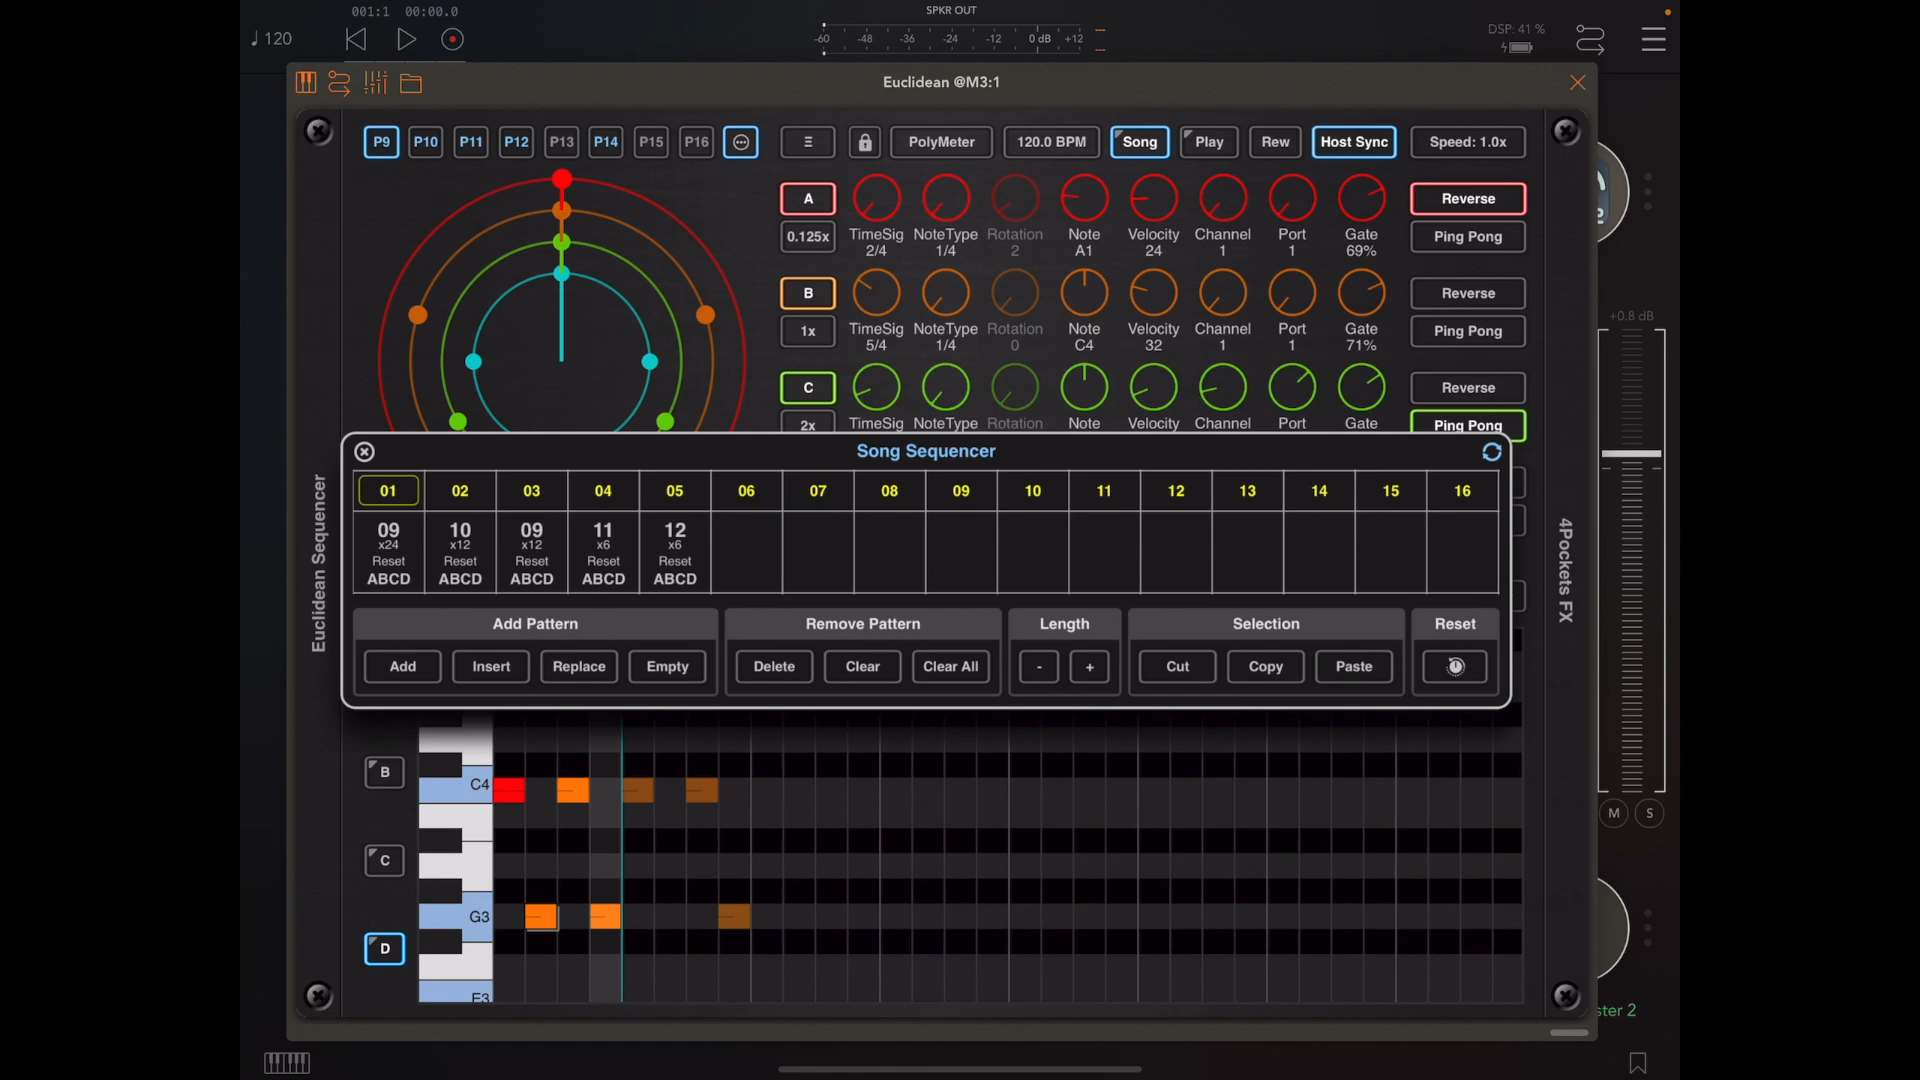 001:1 00:00.0
♩ 120
SPKR OUT
-60 -48 -36 -24 -12 0 dB +12
DSP: 41 %
Euclidean @M3:1
P9 P10 P11 P12 P13 P14 P15 P16
PolyMeter 120.0 BPM Song Play Rew Host Sync Speed: 1.0x
A
0.125x
TimeSig NoteType Rotation Note Velocity Channel Port Gate
2/4 1/4 2 A1 24 1 1 69%
Reverse
Ping Pong
B
1x
TimeSig NoteType Rotation Note Velocity Channel Port Gate
5/4 1/4 0 C4 32 1 1 71%
Reverse
Ping Pong
C
2x
TimeSig NoteType Rotation Note Velocity Channel Port Gate
Reverse
Ping Pong
+0.8 dB
Euclidean Sequencer
4Pockets FX
Song Sequencer
01 02 03 04 05 06 07 08 09 10 11 12 13 14 15 16
09 10 09 11 12
x24 x12 x12 x6 x6
Reset Reset Reset Reset Reset
ABCD ABCD ABCD ABCD ABCD
Add Pattern Remove Pattern Length Selection Reset
Add Insert Replace Empty Delete Clear Clear All - + Cut Copy Paste
B
C4
C
G3
D
E3
M S
ster 2